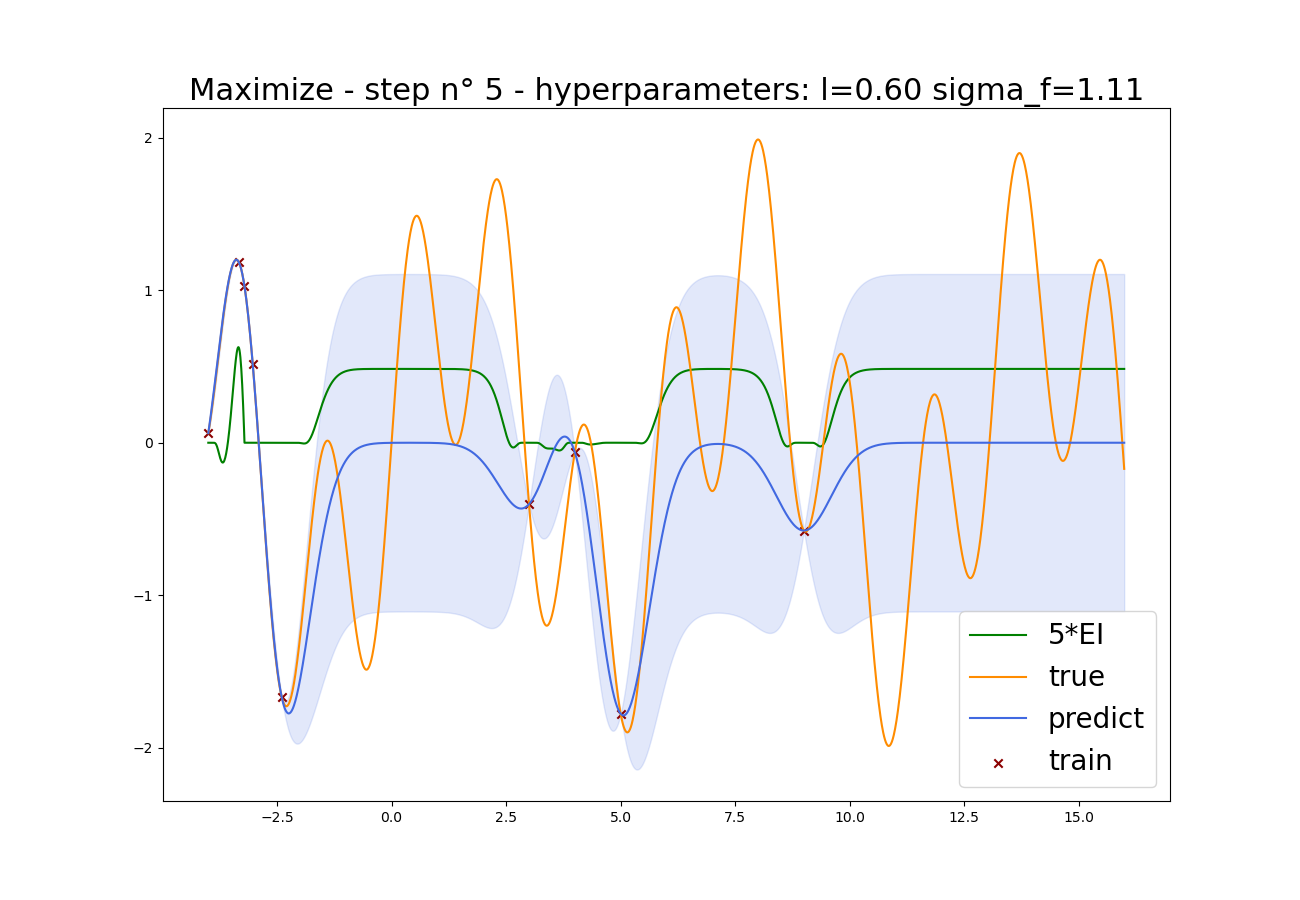 Maximize - step n° 5 - hyperparameters: l=0.60 sigma_f=1.11
2
1
0
−1
−2
−2.5 0.0 2.5 5.0 7.5 10.0 12.5 15.0
5*EI
true
predict
train